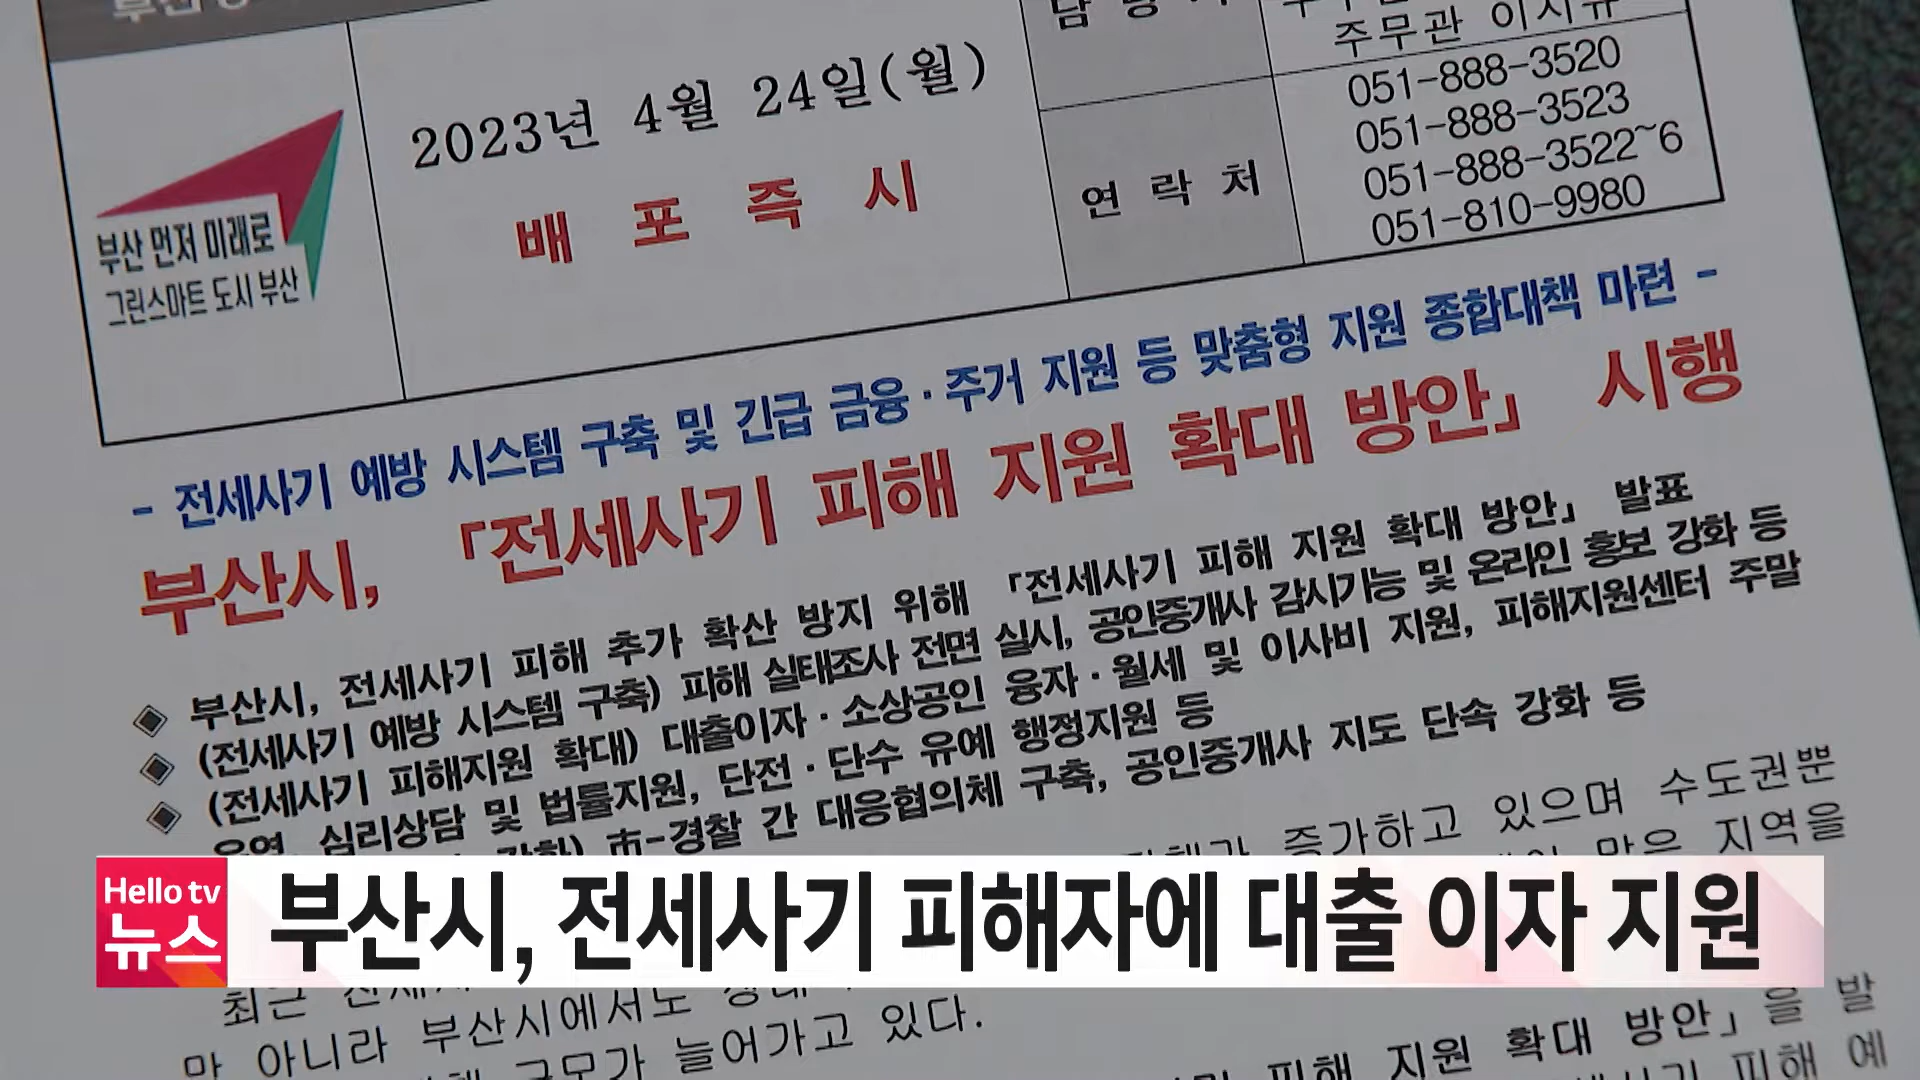 주무관 이지규
2023년 4월 24일(월)
배 포 즉 시
연 락 처
051-888-3520
051-888-3523
051-888-3522~6
051-810-9980
부산 먼저 미래로
그린스마트 도시 부산
- 전세사기 예방 시스템 구축 및 긴급 금융·주거 지원 등 맞춤형 지원 종합대책 마련 -
부산시, 「전세사기 피해 지원 확대 방안」 시행
◈ 부산시, 전세사기 피해 추가 확산 방지 위해 「전세사기 피해 지원 확대 방안」 발표
◈ (전세사기 예방 시스템 구축) 피해 실태조사 전면 실시, 공인중개사 감시기능 및 온라인 홍보 강화 등
◈ (전세사기 피해지원 확대) 대출이자·소상공인 융자·월세 및 이사비 지원, 피해지원센터 주말
운영, 심리상담 및 법률지원, 단전·단수 유예 행정지원 등
市-경찰 간 대응협의체 구축, 공인중개사 지도 단속 강화 등
증가하고 있으며 수도권뿐
많은 지역을
Hello tv
뉴스
부산시, 전세사기 피해자에 대출 이자 지원
최근
만 아니라 부산시에서도
규모가 늘어가고 있다.
피해 지원 확대 방안」을 발
피해 예